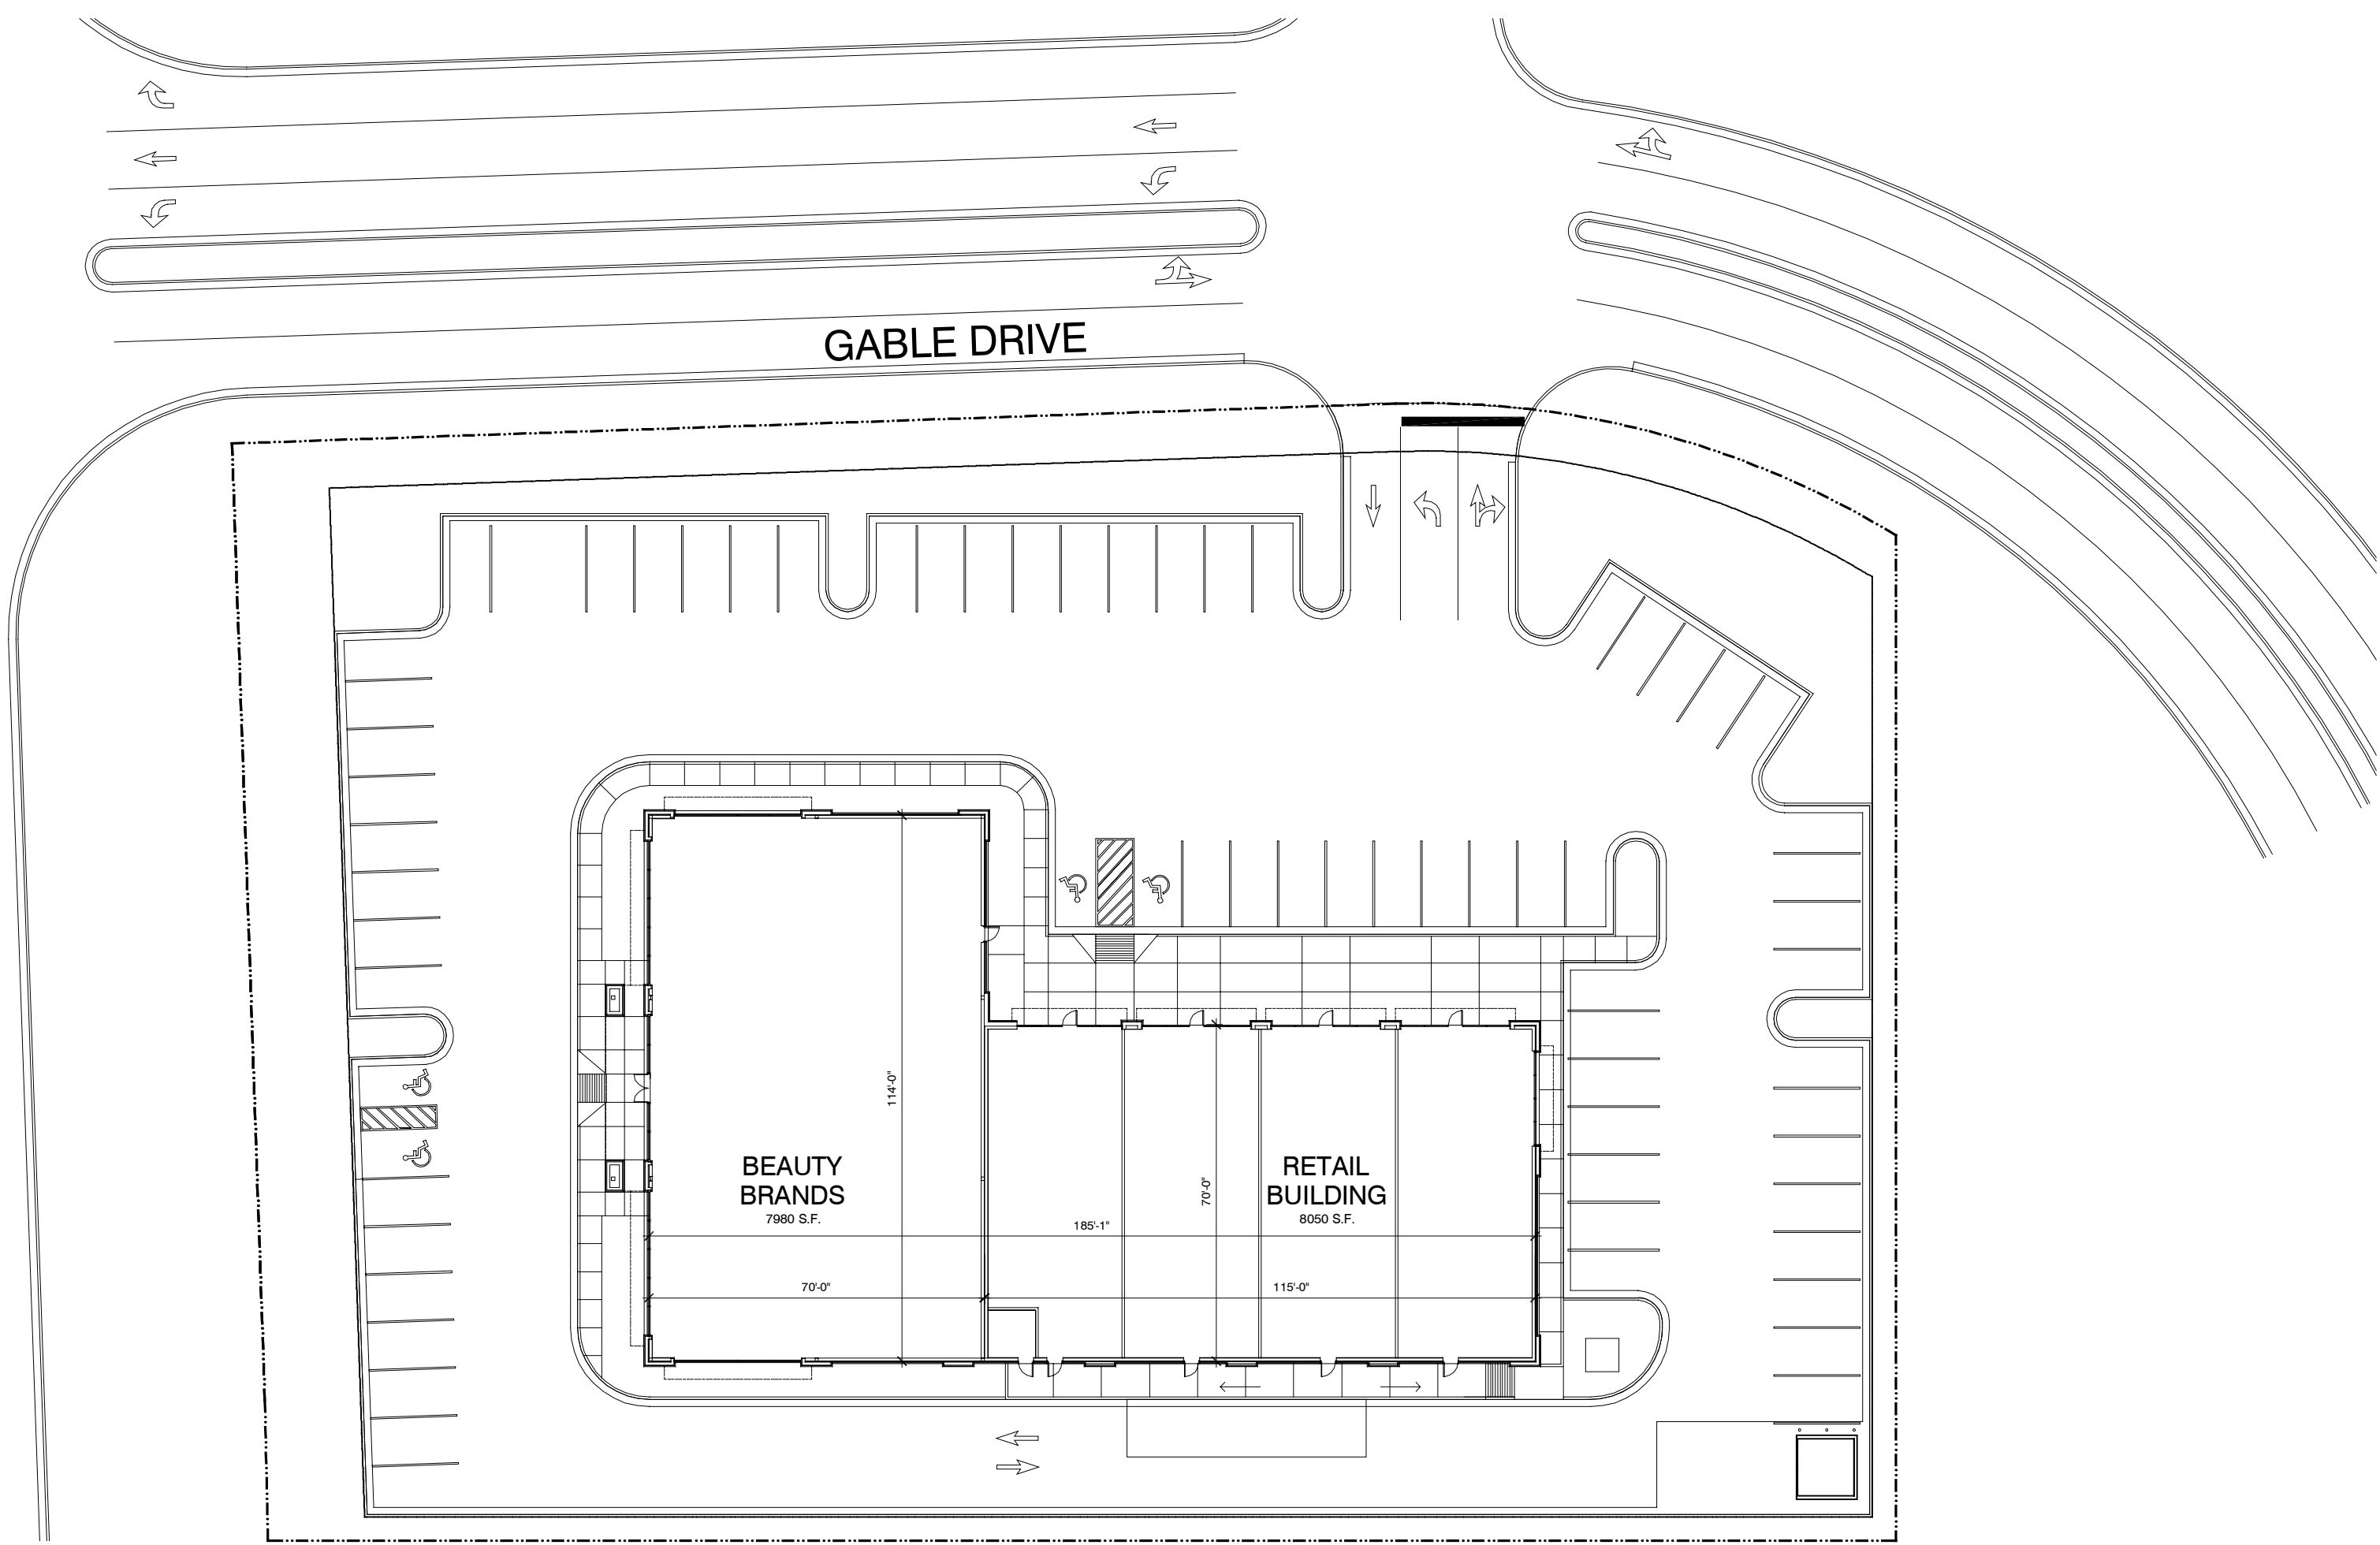 GABLE DRIVE
114'-0"
BEAUTY
BRANDS
7980 S.F.
70'-0"
RETAIL
BUILDING
8050 S.F.
185'-1"
70'-0"
115'-0"